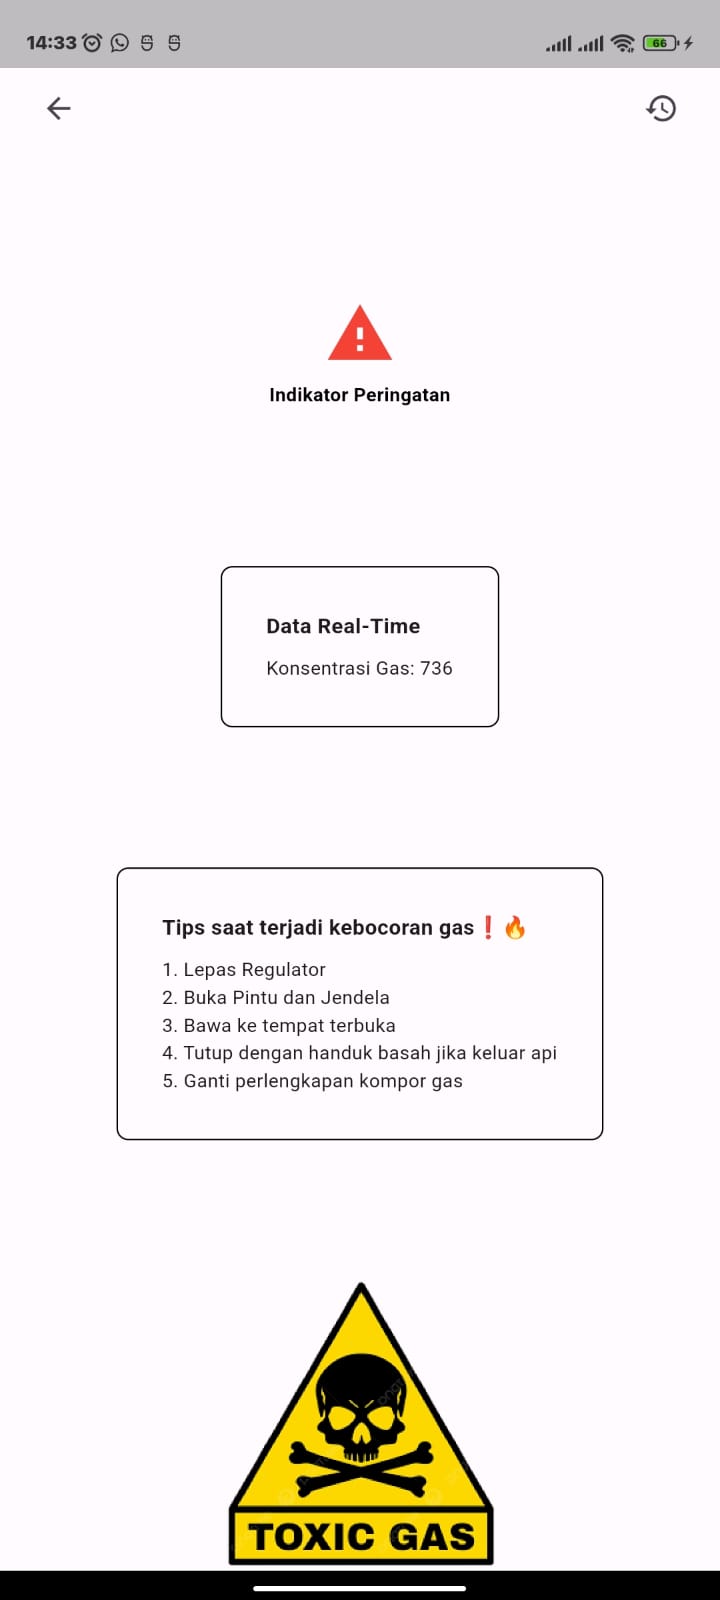 14:33
66
Indikator Peringatan
Data Real-Time
Konsentrasi Gas: 736
Tips saat terjadi kebocoran gas❗🔥
1. Lepas Regulator
2. Buka Pintu dan Jendela
3. Bawa ke tempat terbuka
4. Tutup dengan handuk basah jika keluar api
5. Ganti perlengkapan kompor gas
TOXIC GAS